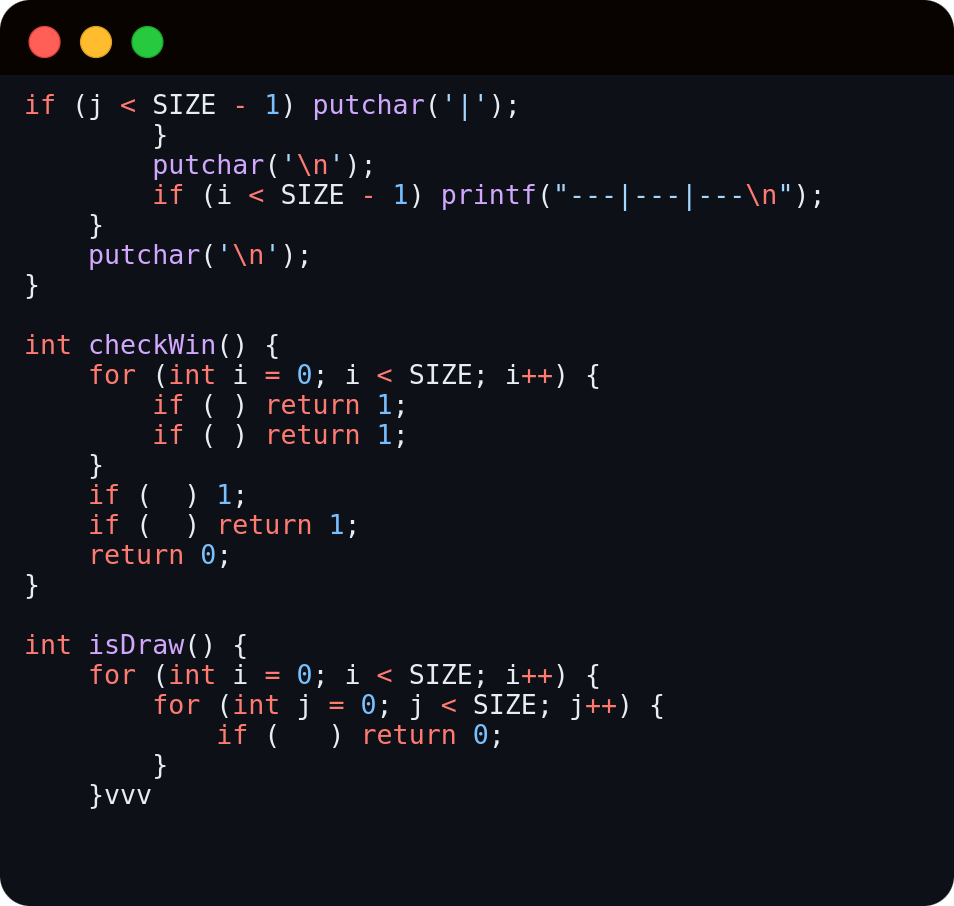 if (j < SIZE - 1) putchar('|');
        }
        putchar('\n');
        if (i < SIZE - 1) printf("---|---|---\n");
    }
    putchar('\n');
}

int checkWin() {
    for (int i = 0; i < SIZE; i++) {
        if ( ) return 1;
        if ( ) return 1;
    }
    if (  ) 1;
    if (  ) return 1;
    return 0;
}

int isDraw() {
    for (int i = 0; i < SIZE; i++) {
        for (int j = 0; j < SIZE; j++) {
            if (   ) return 0;
        }
    }vvv